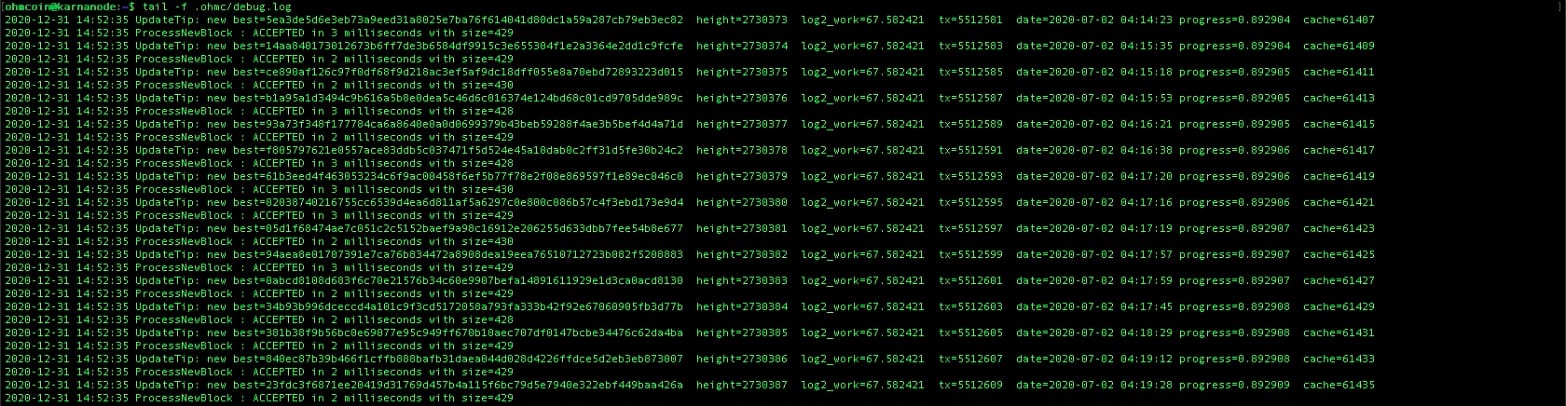 [ohmcoin@karnanode:~$ tail -f .ohmc/debug.log ]
2020-12-31 14:52:35 UpdateTip: new best=5ea3de5d6e3eb73a9eed31a8025e7ba76f614041d80dc1a59a287cb79eb3ec82 height=2730373 log2_work=67.582421 tx=5512581 date=2020-07-02 04:14:23 progress=0.892904 cache=61407
2020-12-31 14:52:35 ProcessNewBlock : ACCEPTED in 3 milliseconds with size=429
2020-12-31 14:52:35 UpdateTip: new best=14aa840173012673b6ff7de3b6584df9915c3e655304f1e2a3364e2dd1c9fcfe height=2730374 log2_work=67.582421 tx=5512583 date=2020-07-02 04:15:35 progress=0.892904 cache=61409
2020-12-31 14:52:35 ProcessNewBlock : ACCEPTED in 2 milliseconds with size=429
2020-12-31 14:52:35 UpdateTip: new best=ce890af126c97f0df68f9d218ac3ef5af9dc18dff055e8a70ebd72893223d015 height=2730375 log2_work=67.582421 tx=5512585 date=2020-07-02 04:15:18 progress=0.892905 cache=61411
2020-12-31 14:52:35 ProcessNewBlock : ACCEPTED in 2 milliseconds with size=430
2020-12-31 14:52:35 UpdateTip: new best=b1a95a1d3494c9b616a5b8e0dea5c46d6c016374e124bd68c01cd9705dde989c height=2730376 log2_work=67.582421 tx=5512587 date=2020-07-02 04:15:53 progress=0.892905 cache=61413
2020-12-31 14:52:35 ProcessNewBlock : ACCEPTED in 3 milliseconds with size=428
2020-12-31 14:52:35 UpdateTip: new best=93a73f348f177784ca6a8640e0a0d0699379b43beb59288f4ae3b5bef4d4a71d height=2730377 log2_work=67.582421 tx=5512589 date=2020-07-02 04:16:21 progress=0.892905 cache=61415
2020-12-31 14:52:35 ProcessNewBlock : ACCEPTED in 2 milliseconds with size=429
2020-12-31 14:52:35 UpdateTip: new best=f805797621e0557ace83ddb5c037471f5d524e45a10dab0c2ff31d5fe30b24c2 height=2730378 log2_work=67.582421 tx=5512591 date=2020-07-02 04:16:38 progress=0.892906 cache=61417
2020-12-31 14:52:35 ProcessNewBlock : ACCEPTED in 3 milliseconds with size=428
2020-12-31 14:52:35 UpdateTip: new best=61b3eed4f463053234c6f9ac00458f6ef5b77f78e2f08e869597f1e89ec046c0 height=2730379 log2_work=67.582421 tx=5512593 date=2020-07-02 04:17:20 progress=0.892906 cache=61419
2020-12-31 14:52:35 ProcessNewBlock : ACCEPTED in 3 milliseconds with size=430
2020-12-31 14:52:35 UpdateTip: new best=02038740216755cc6539d4ea6d811af5a6297c0e800c086b57c4f3ebd173e9d4 height=2730380 log2_work=67.582421 tx=5512595 date=2020-07-02 04:17:16 progress=0.892906 cache=61421
2020-12-31 14:52:35 ProcessNewBlock : ACCEPTED in 3 milliseconds with size=429
2020-12-31 14:52:35 UpdateTip: new best=05d1f68474ae7c051c2c5152baef9a98c16912e206255d633dbb7fee54b8e677 height=2730381 log2_work=67.582421 tx=5512597 date=2020-07-02 04:17:19 progress=0.892907 cache=61423
2020-12-31 14:52:35 ProcessNewBlock : ACCEPTED in 2 milliseconds with size=430
2020-12-31 14:52:35 UpdateTip: new best=94aea8e01707391e7ca76b834472a8908dea19eea76510712723b082f5208883 height=2730382 log2_work=67.582421 tx=5512599 date=2020-07-02 04:17:57 progress=0.892907 cache=61425
2020-12-31 14:52:35 ProcessNewBlock : ACCEPTED in 3 milliseconds with size=429
2020-12-31 14:52:35 UpdateTip: new best=0abcd8108d603f6c70e21576b34c60e9907befa14891611929e1d3ca0acd8130 height=2730383 log2_work=67.582421 tx=5512601 date=2020-07-02 04:17:59 progress=0.892907 cache=61427
2020-12-31 14:52:35 ProcessNewBlock : ACCEPTED in 2 milliseconds with size=429
2020-12-31 14:52:35 UpdateTip: new best=34b93b996dcecccd4a101c9f3cd51720580a793fa333b42f92e67060905fb3d77b height=2730384 log2_work=67.582421 tx=5512603 date=2020-07-02 04:17:45 progress=0.892908 cache=61429
2020-12-31 14:52:35 ProcessNewBlock : ACCEPTED in 2 milliseconds with size=428
2020-12-31 14:52:35 UpdateTip: new best=381b38f9b56bc0e69077e95c949ff670b10aec707df0147bcbe34476c62da4ba height=2730385 log2_work=67.582421 tx=5512605 date=2020-07-02 04:18:29 progress=0.892908 cache=61431
2020-12-31 14:52:35 ProcessNewBlock : ACCEPTED in 2 milliseconds with size=429
2020-12-31 14:52:35 UpdateTip: new best=840ec87b39b466f1cffb888bafb31daea044d028d4226ffdce5d2eb3eb873007 height=2730386 log2_work=67.582421 tx=5512607 date=2020-07-02 04:19:12 progress=0.892908 cache=61433
2020-12-31 14:52:35 ProcessNewBlock : ACCEPTED in 2 milliseconds with size=429
2020-12-31 14:52:35 UpdateTip: new best=23fdc3f6871ee20419d31769d457b4a115f6bc79d5e7940e322ebf449baa426a height=2730387 log2_work=67.582421 tx=5512609 date=2020-07-02 04:19:28 progress=0.892909 cache=61435
2020-12-31 14:52:35 ProcessNewBlock : ACCEPTED in 2 milliseconds with size=429